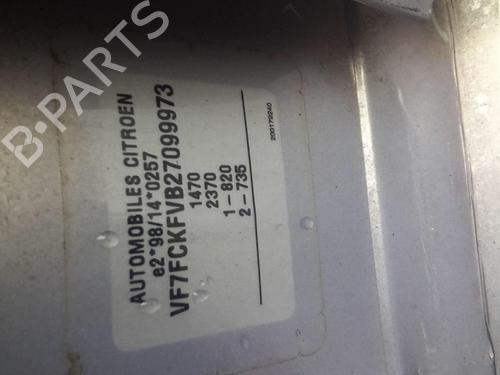 AUTOMOBILES CITROEN
e2*98/14*0257
VF7FCKFVB27099973
1470
2370
1-820
2-735
200179240
B-PARTS